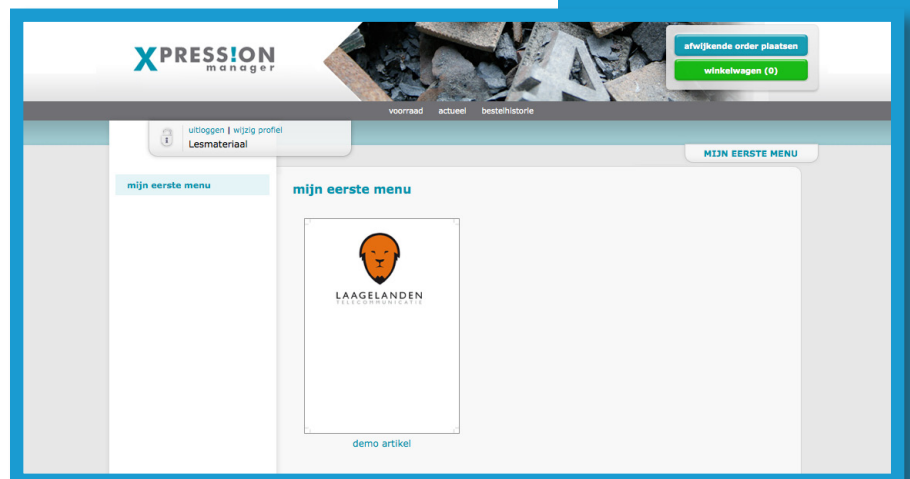 XPRESS!ON
manager
afwijkende order plaatsen
winkelwagen (0)
voorraad actueel bestelhistorie
uitloggen | wijzig profiel
Lesmateriaal
MIJN EERSTE MENU
mijn eerste menu
mijn eerste menu
LAAGELANDEN
TELECOMMUNICATIE
demo artikel